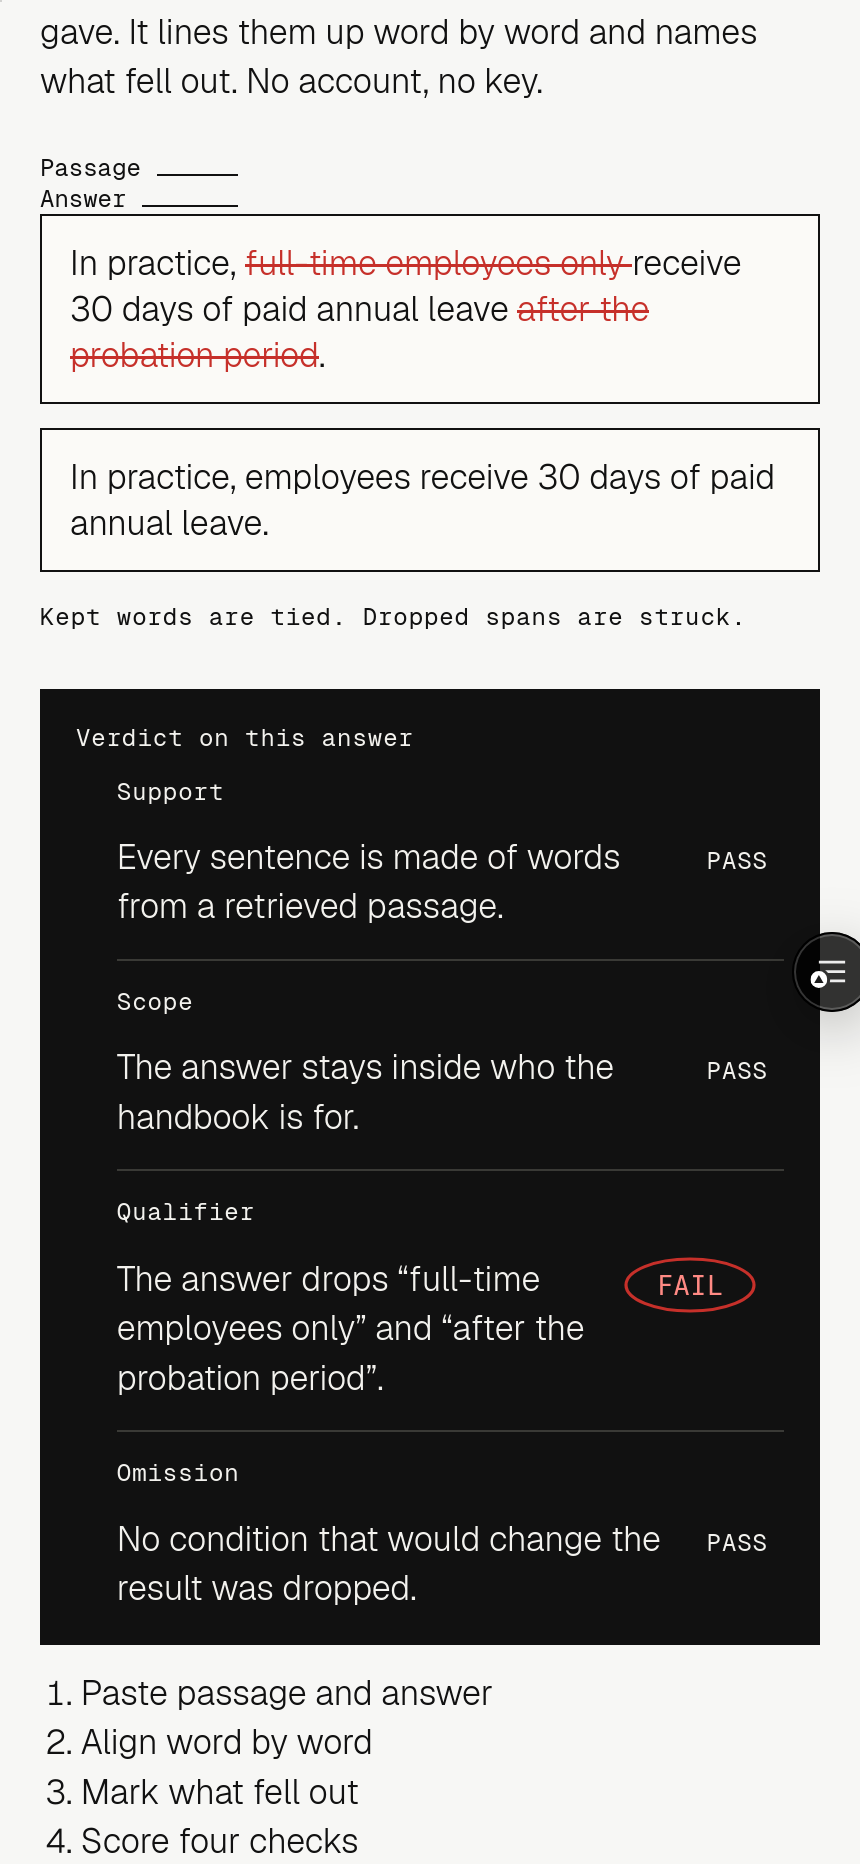 gave. It lines them up word by word and names
what fell out. No account, no key.
Passage
Answer
In practice, full-time employees only receive
30 days of paid annual leave after the
probation period.
In practice, employees receive 30 days of paid
annual leave.
Kept words are tied. Dropped spans are struck.
Verdict on this answer
Support
Every sentence is made of words
from a retrieved passage.
PASS
Scope
The answer stays inside who the
handbook is for.
PASS
Qualifier
The answer drops “full-time
employees only” and “after the
probation period”.
FAIL
Omission
No condition that would change the
result was dropped.
PASS
1. Paste passage and answer
2. Align word by word
3. Mark what fell out
4. Score four checks